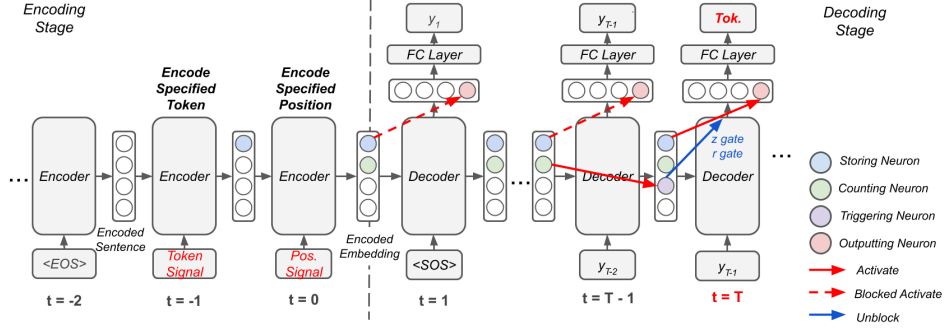 Encoding
Stage
Decoding
Stage
y1
yT-1
Tok.
FC Layer
FC Layer
FC Layer
Encode
Specified
Token
Encode
Specified
Position
...
Encoder
Encoder
Encoder
Decoder
...
Decoder
z gate
r gate
Decoder
...
Encoded
Sentence
Encoded
Embedding
<EOS>
Token
Signal
Pos.
Signal
<SOS>
yT-2
yT-1
t = -2
t = -1
t = 0
t = 1
t = T - 1
t = T
Storing Neuron
Counting Neuron
Triggering Neuron
Outputting Neuron
Activate
Blocked Activate
Unblock